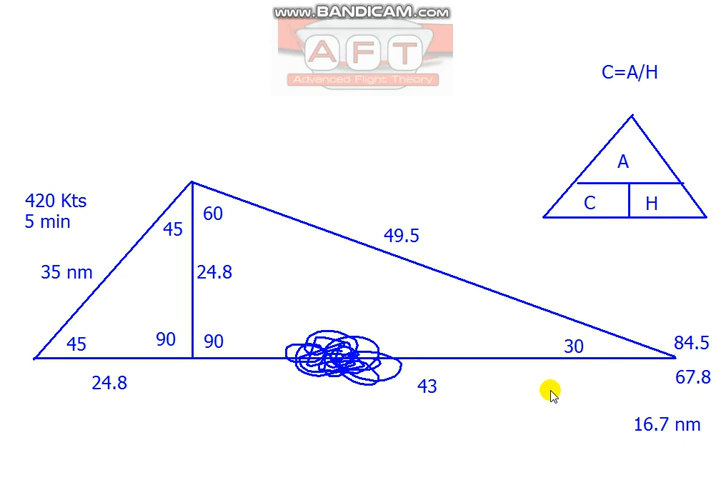 www.BANDICAM.com
AFT
Advanced Flight Theory
C=A/H
A
C H
420 Kts
5 min
45
60
49.5
35 nm
24.8
45
90
90
30
84.5
24.8
43
67.8
16.7 nm